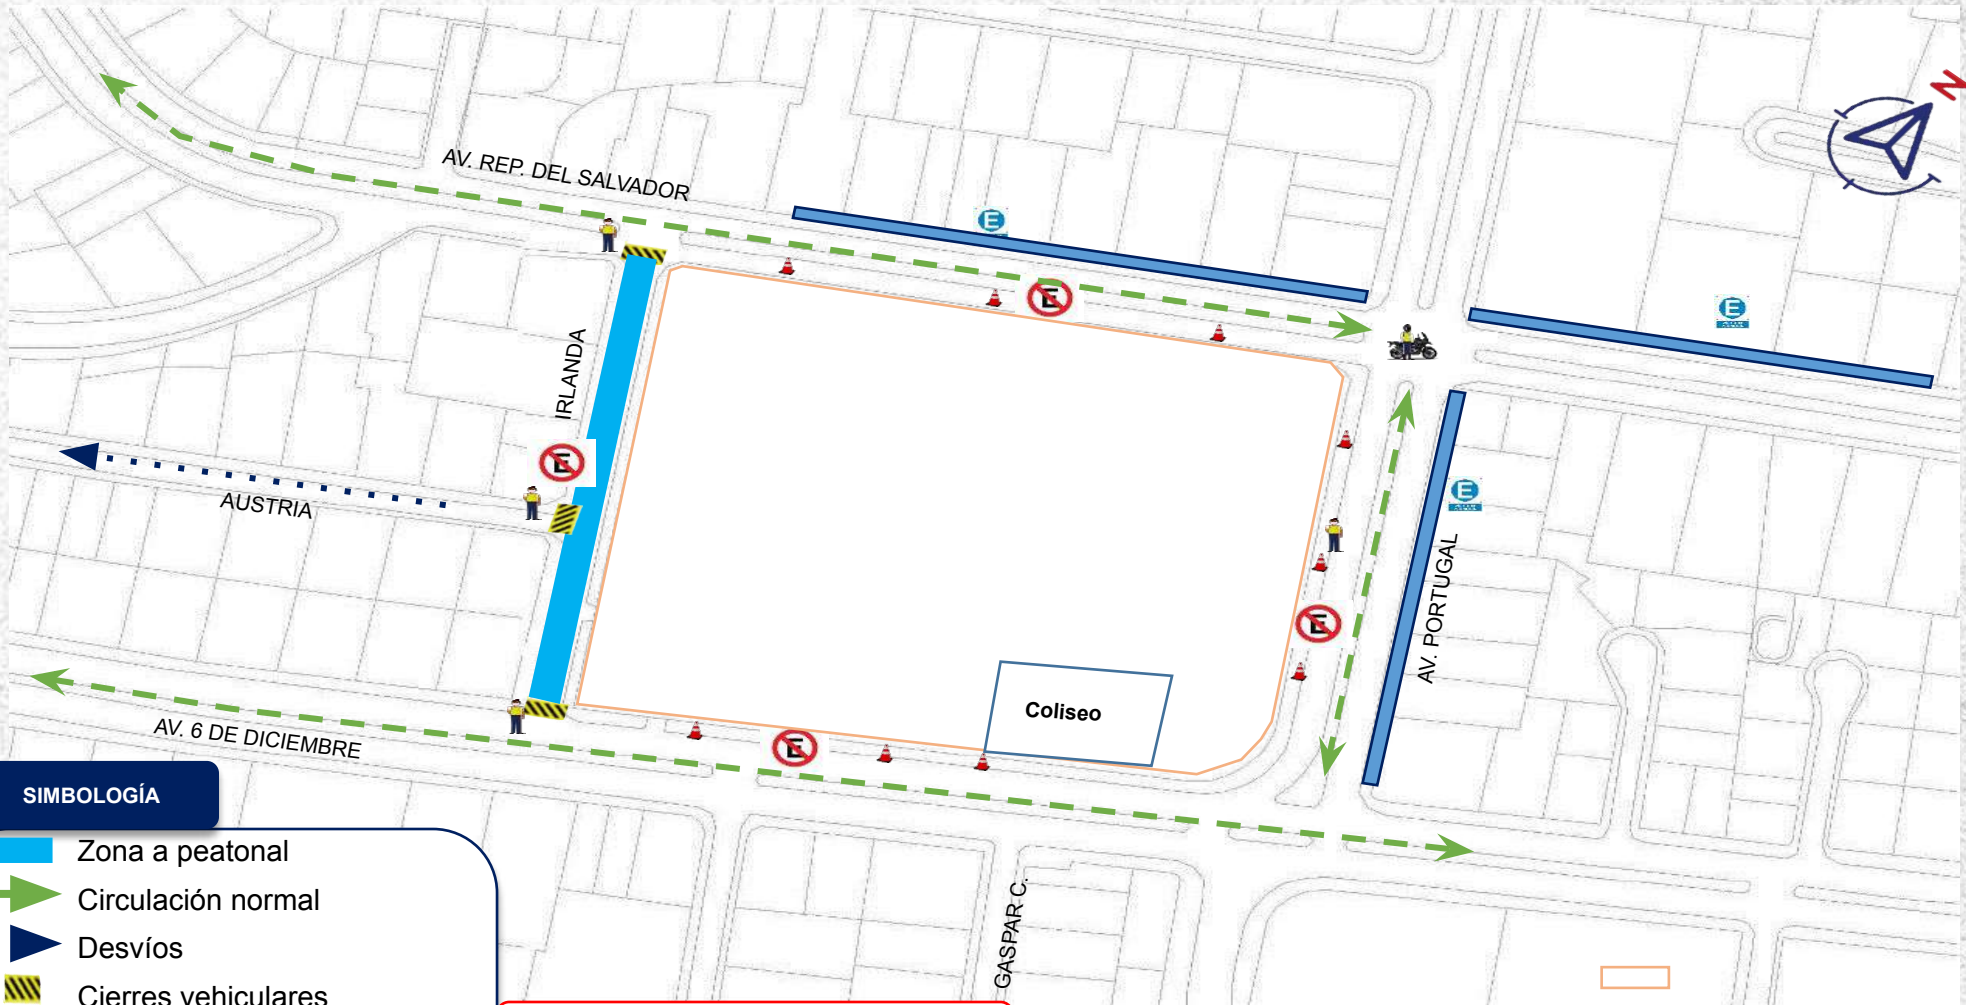 N
AV. REP. DEL SALVADOR
E
E
E
E
IRLANDA
E
E
AUSTRIA
AV. PORTUGAL
E
Coliseo
E
AV. 6 DE DICIEMBRE
GASPAR C.
SIMBOLOGÍA
Zona a peatonal
Circulación normal
Desvíos
Cierres vehiculares